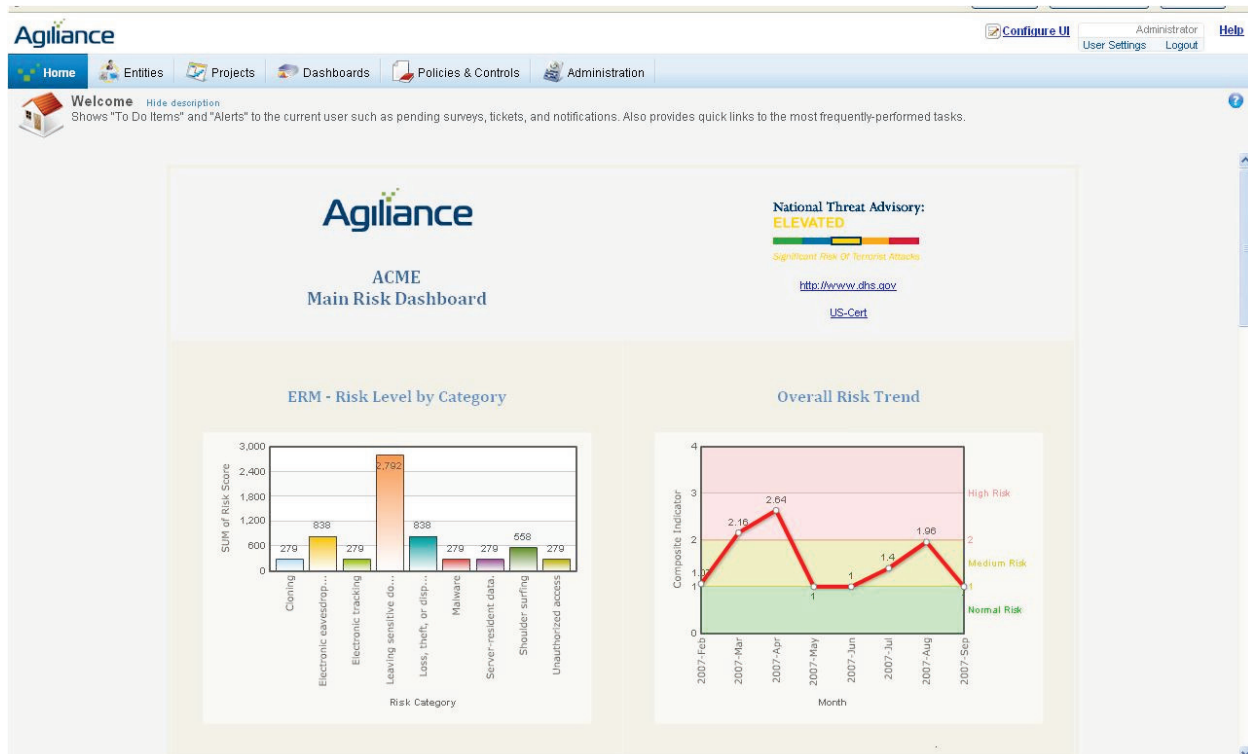 Agiliance
Configure UI
Administrator
Help
User Settings Logout
Home Entities Projects Dashboards Policies & Controls Administration
Welcome Hide description
Shows "To Do Items" and "Alerts" to the current user such as pending surveys, tickets, and notifications. Also provides quick links to the most frequently-performed tasks.
Agiliance
ACME
Main Risk Dashboard
National Threat Advisory:
ELEVATED
Significant Risk Of Terrorist Attacks
http://www.dhs.gov
US-Cert
ERM - Risk Level by Category
SUM of Risk Score
3,000
2,400
1,800
1,200
600
0
279
838
279
2,792
838
279
279
558
279
Cloning
Electronic eavesdrop...
Electronic tracking
Leaving sensitive do...
Loss, theft, or disp...
Malware
Server-resident data.
Shoulder surfing
Unauthorized access
Risk Category
Overall Risk Trend
Composite Indicator
4
3
2
1
0
1.07
2.16
2.64
1
1
1.4
1.96
High Risk
2
Medium Risk
1
Normal Risk
2007-Feb
2007-Mar
2007-Apr
2007-May
2007-Jun
2007-Jul
2007-Aug
2007-Sep
Month